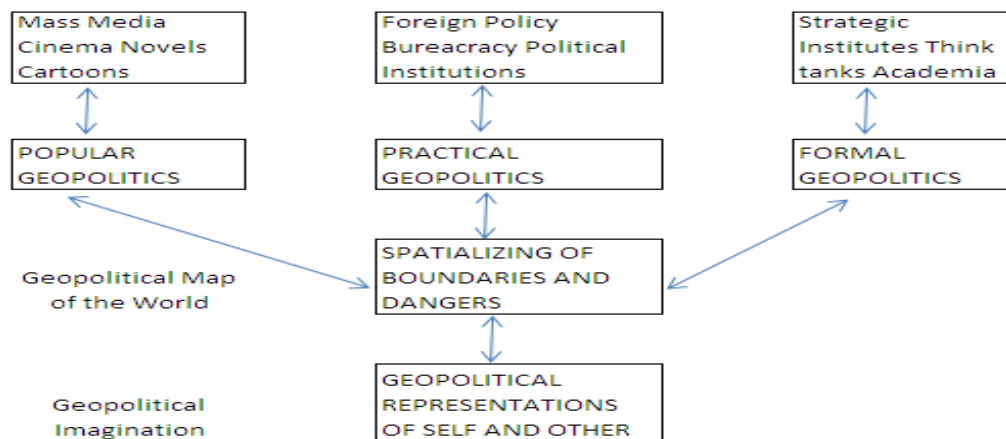 Mass Media
Cinema Novels
Cartoons
Foreign Policy
Bureacracy Political
Institutions
Strategic
Institutes Think
tanks Academia
POPULAR
GEOPOLITICS
PRACTICAL
GEOPOLITICS
FORMAL
GEOPOLITICS
SPATIALIZING OF
BOUNDARIES AND
DANGERS
Geopolitical Map
of the World
GEOPOLITICAL
REPRESENTATIONS
OF SELF AND OTHER
Geopolitical
Imagination